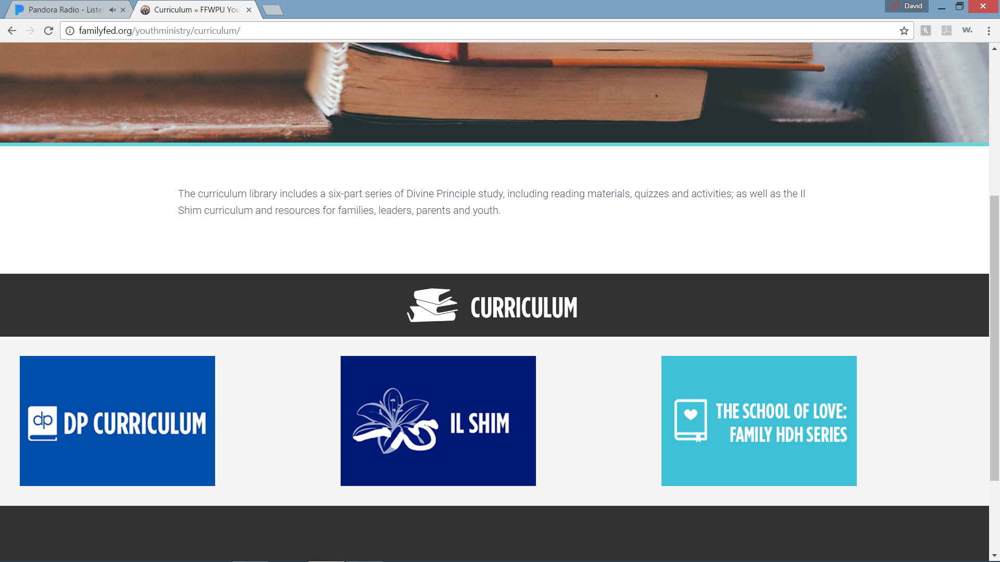 Pandora Radio - Liste
Curriculum » FFWPU You
David
familyfed.org/youthministry/curriculum/
w.
The curriculum library includes a six-part series of Divine Principle study, including reading materials, quizzes and activities; as well as the Il
Shim curriculum and resources for families, leaders, parents and youth.
CURRICULUM
dp DP CURRICULUM
IL SHIM
THE SCHOOL OF LOVE:
FAMILY HDH SERIES